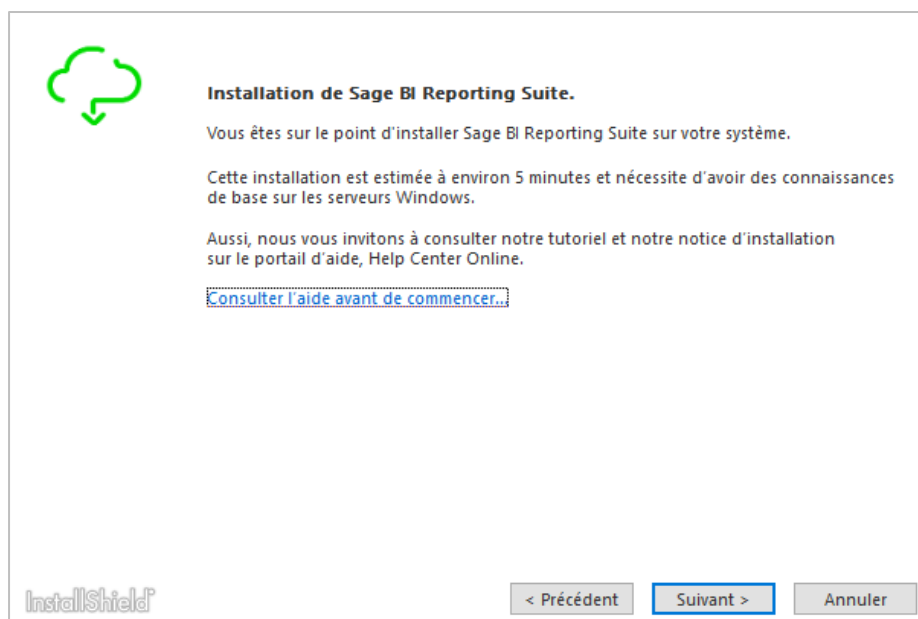 Installation de Sage BI Reporting Suite.
Vous êtes sur le point d'installer Sage BI Reporting Suite sur votre système.
Cette installation est estimée à environ 5 minutes et nécessite d'avoir des connaissances
de base sur les serveurs Windows.
Aussi, nous vous invitons à consulter notre tutoriel et notre notice d'installation
sur le portail d'aide, Help Center Online.
Consulter l'aide avant de commencer...
InstallShield®
< Précédent
Suivant >
Annuler